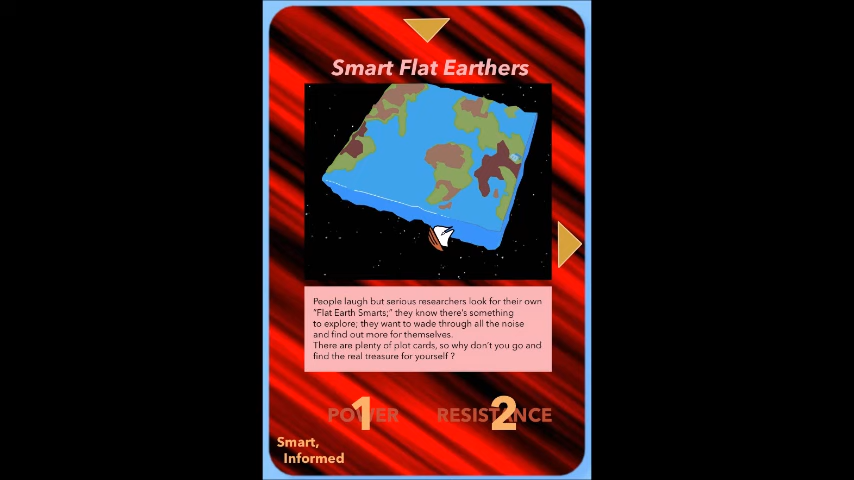 Smart Flat Earthers
People laugh but serious researchers look for their own
“Flat Earth Smarts;” they know there’s something
to explore; they want to wade through all the noise
and find out more for themselves.
There are plenty of plot cards, so why don’t you go and
find the real treasure for yourself ?
POWER 1 RESISTANCE 2
Smart,
Informed